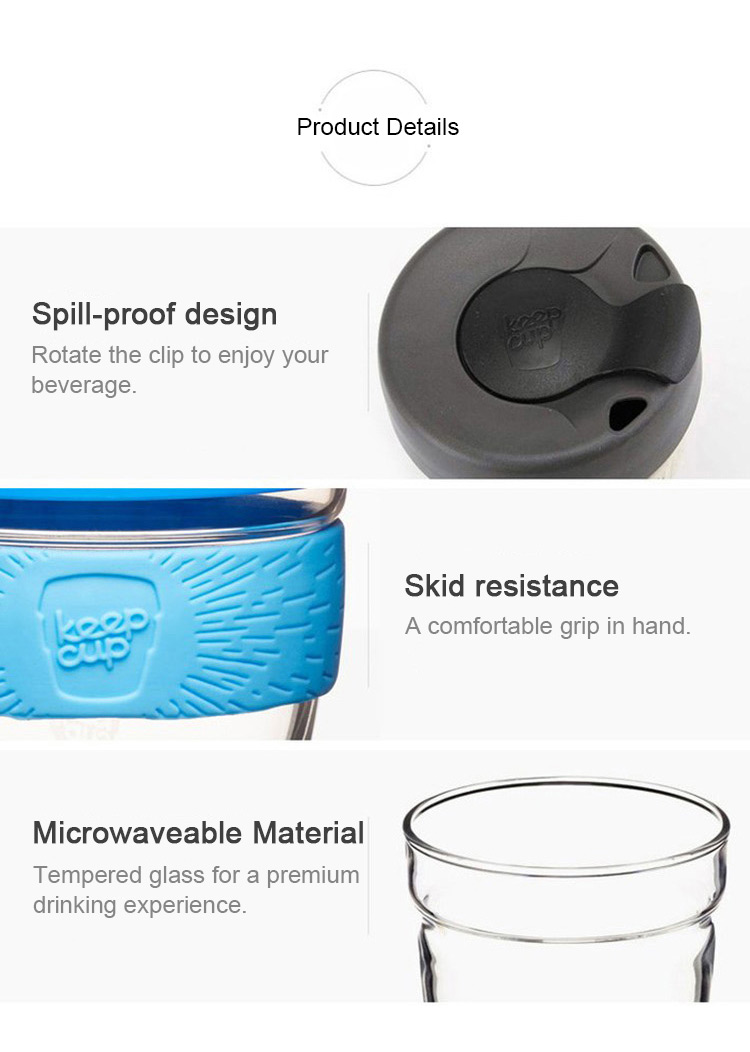 Product Details
Spill-proof design
Rotate the clip to enjoy your
beverage.
keep
cup
keep
cup
Skid resistance
A comfortable grip in hand.
Microwaveable Material
Tempered glass for a premium
drinking experience.